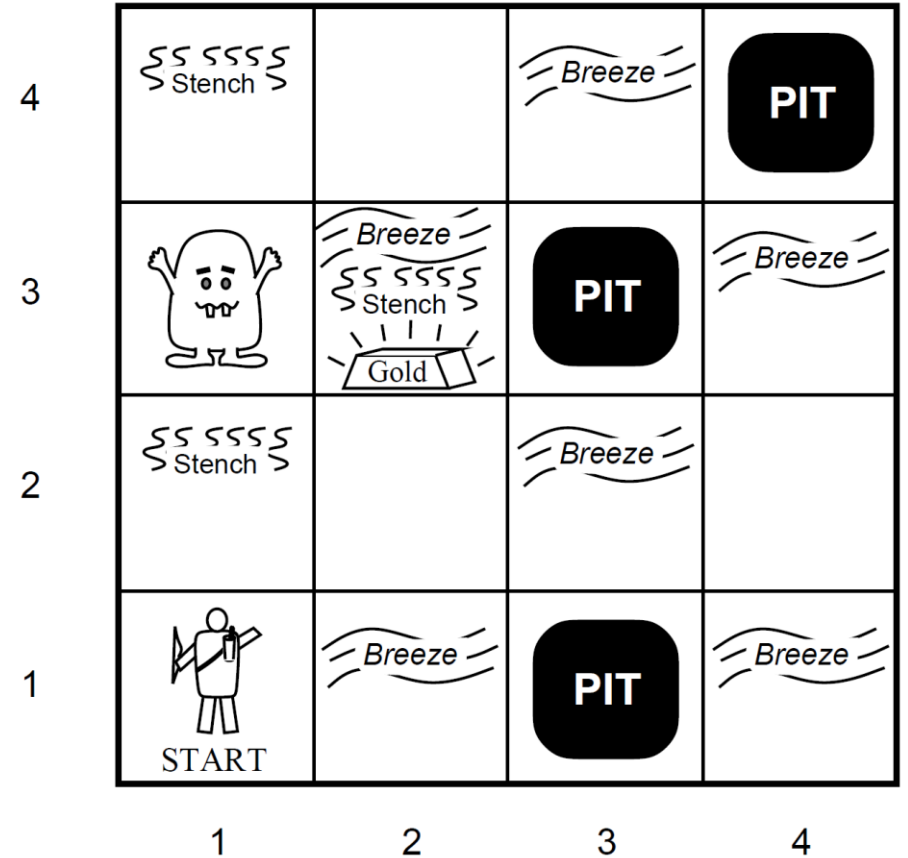 4
Stench
Breeze
PIT
3
Breeze
Stench
Gold
PIT
Breeze
2
Stench
Breeze
1
START
Breeze
PIT
Breeze
1 2 3 4